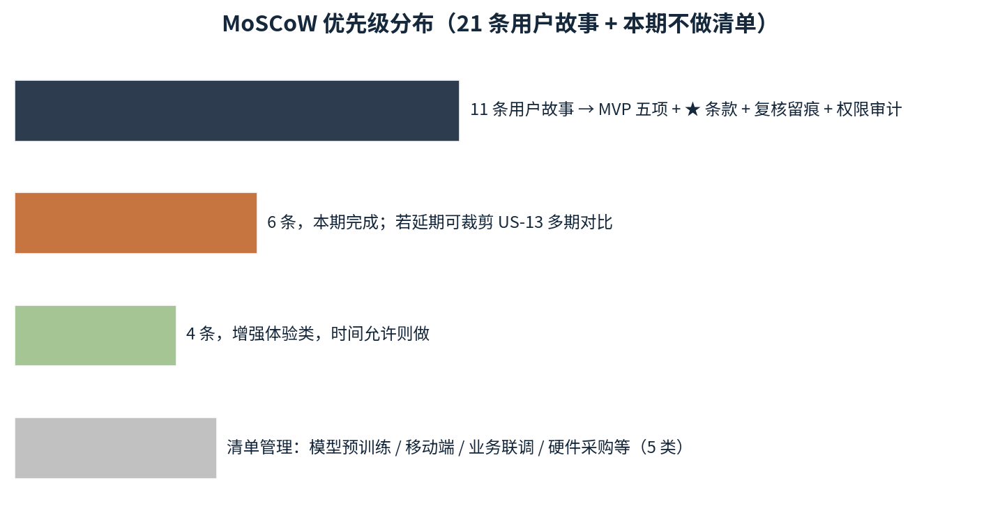 MoSCoW 优先级分布（21 条用户故事 + 本期不做清单）
11 条用户故事 → MVP 五项 + ★ 条款 + 复核留痕 + 权限审计
6 条，本期完成；若延期可裁剪 US-13 多期对比
4 条，增强体验类，时间允许则做
清单管理：模型预训练 / 移动端 / 业务联调 / 硬件采购等（5 类）